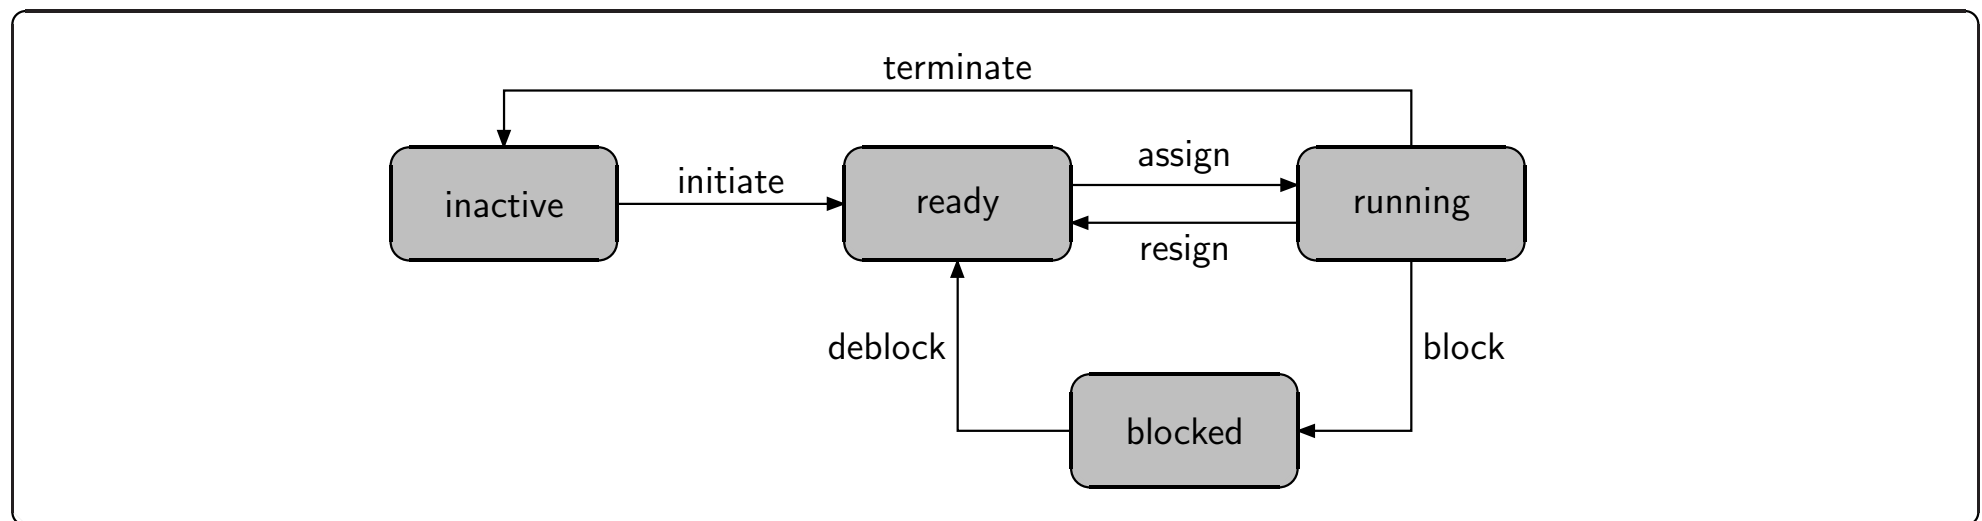 terminate
assign
initiate
inactive
ready
running
resign
deblock
block
blocked